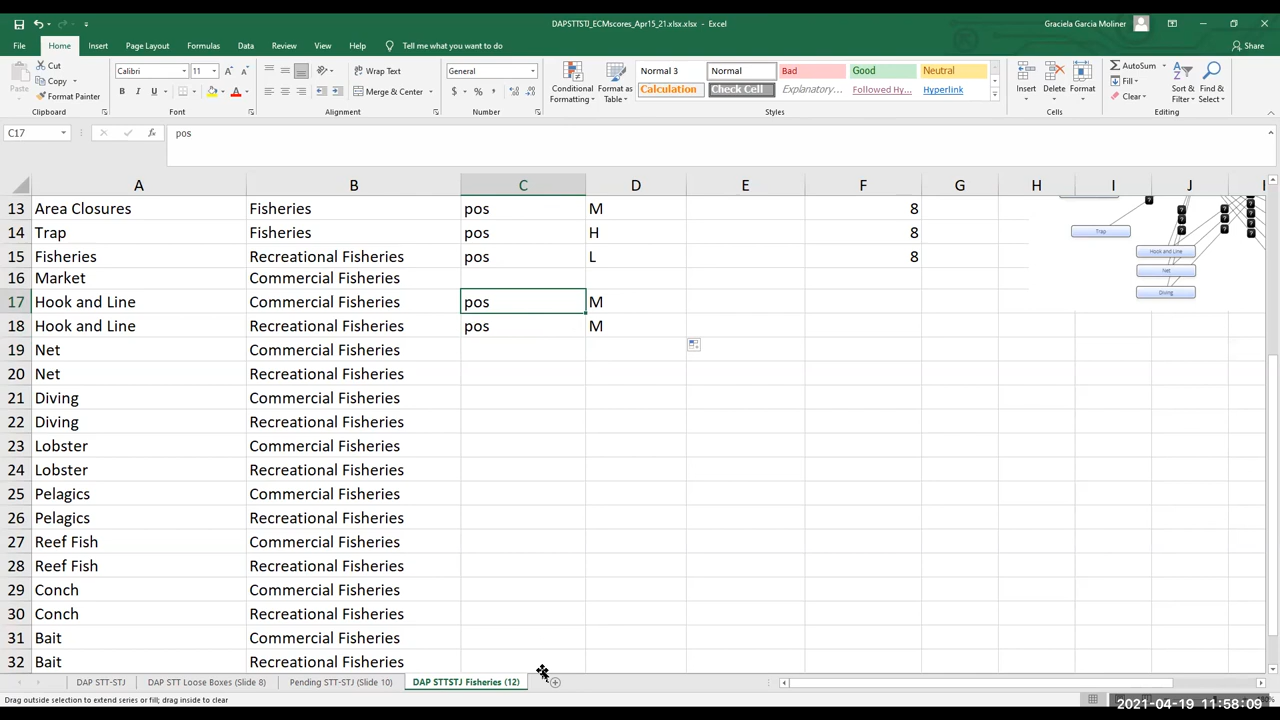 DAPSTTSTJ_ECMscores_Apr15_21.xlsx.xlsx - Excel
Graciela Garcia Moliner
File Home Insert Page Layout Formulas Data Review View Help Tell me what you want to do Share
Paste Cut Copy Format Painter Clipboard
Calibri 11 Font
Wrap Text Merge & Center Alignment
General Number
Conditional Formatting Format as Table
Normal 3 Normal Bad Good Neutral
Calculation Check Cell Explanatory... Followed Hy... Hyperlink
Styles
Insert Delete Format Cells
AutoSum Fill Clear Sort & Filter Find & Select Editing
C17 pos
A B C D E F G H I J
13 Area Closures Fisheries pos M 8
14 Trap Fisheries pos H 8
15 Fisheries Recreational Fisheries pos L 8
16 Market Commercial Fisheries
17 Hook and Line Commercial Fisheries pos M
18 Hook and Line Recreational Fisheries pos M
19 Net Commercial Fisheries
20 Net Recreational Fisheries
21 Diving Commercial Fisheries
22 Diving Recreational Fisheries
23 Lobster Commercial Fisheries
24 Lobster Recreational Fisheries
25 Pelagics Commercial Fisheries
26 Pelagics Recreational Fisheries
27 Reef Fish Commercial Fisheries
28 Reef Fish Recreational Fisheries
29 Conch Commercial Fisheries
30 Conch Recreational Fisheries
31 Bait Commercial Fisheries
32 Bait Recreational Fisheries
Trap
Hook and Line
Net
Diving
DAP STT-STJ DAP STT Loose Boxes (Slide 8) Pending STT-STJ (Slide 10) DAP STTSTJ Fisheries (12)
Drag outside selection to extend series or fill; drag inside to clear
2021-04-19 11:58:09